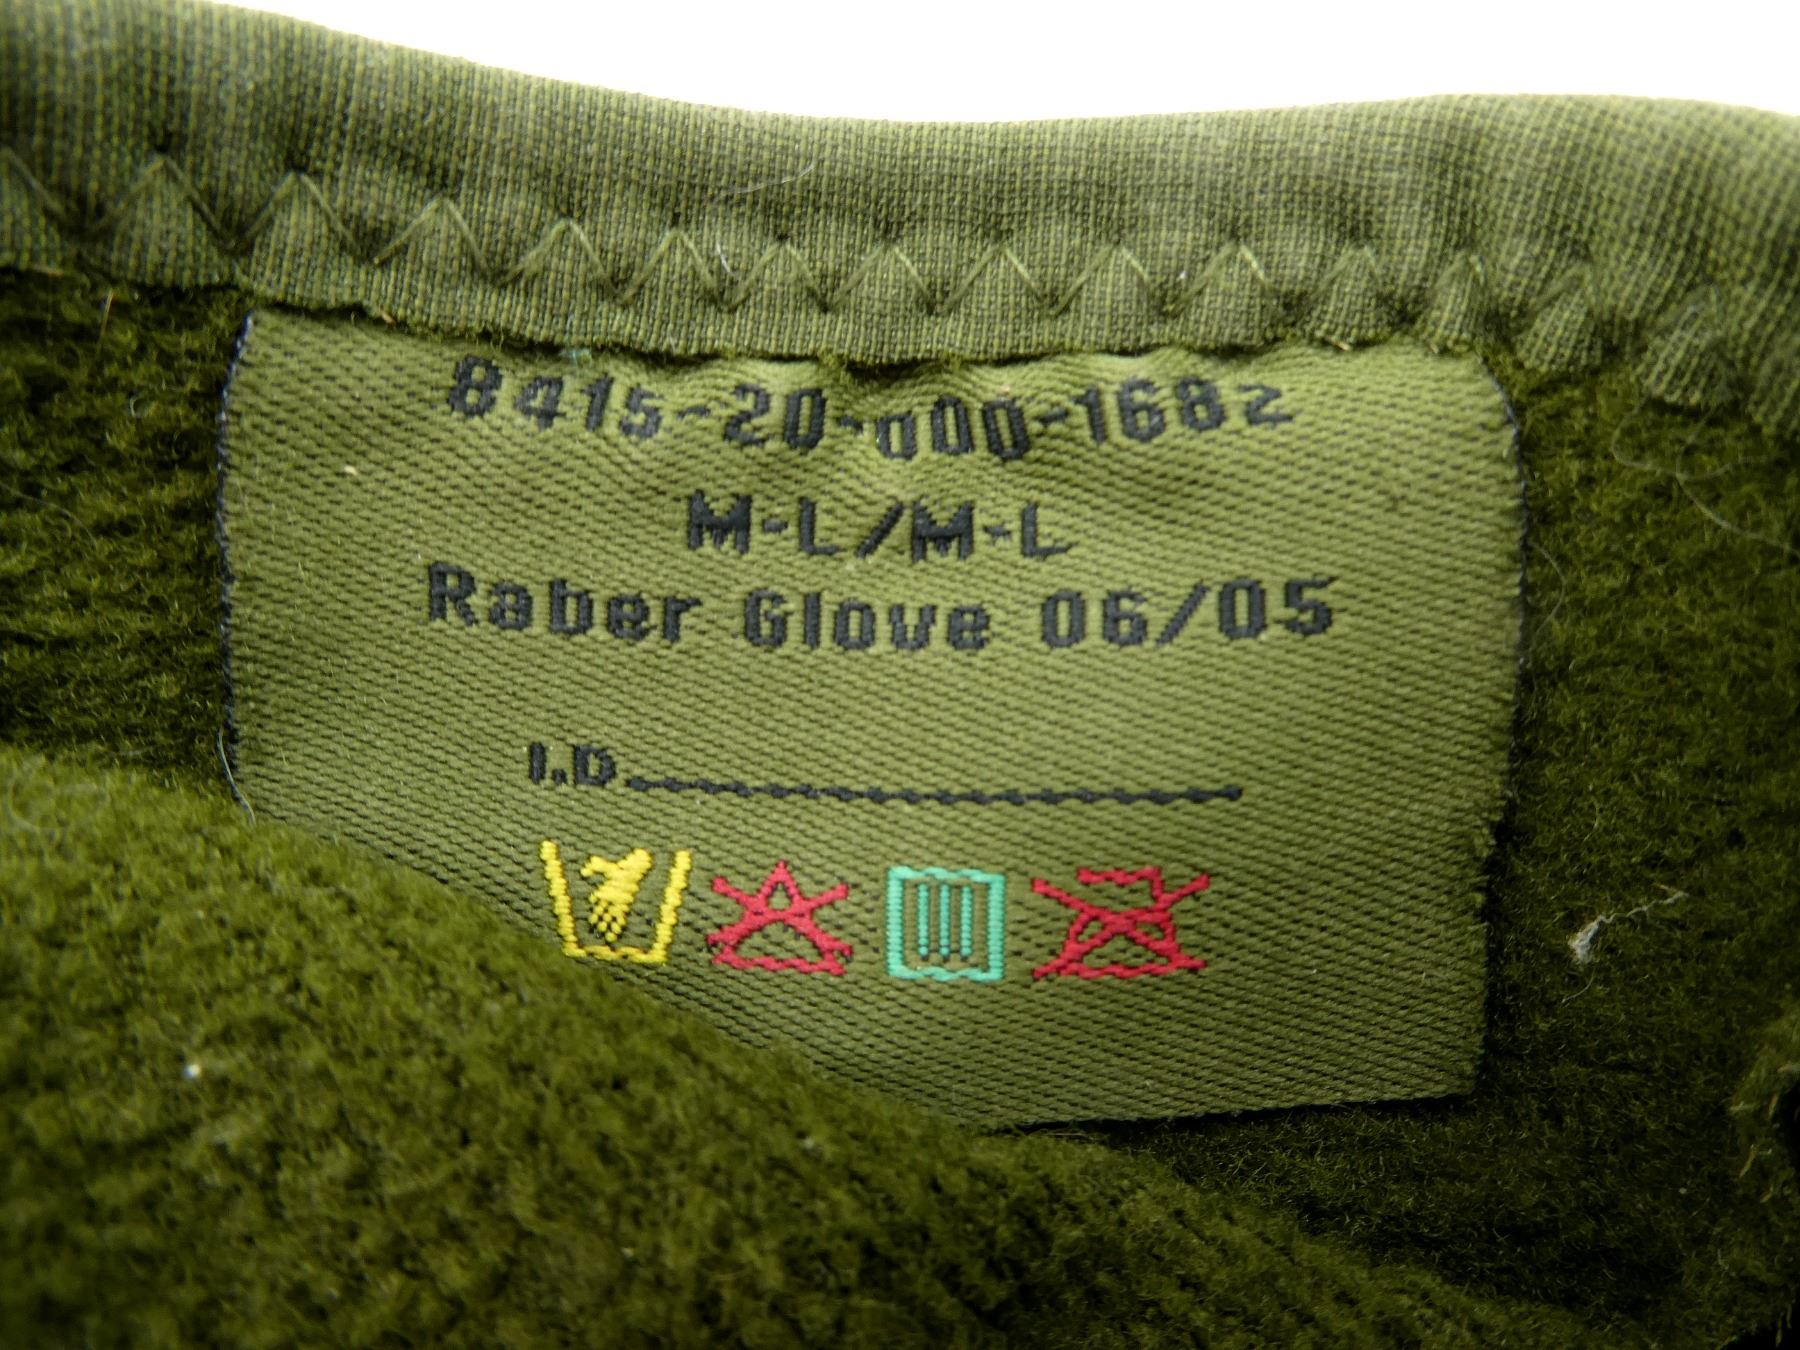 8415-20-000-1682
M-L/M-L
Raber Glove 06/05
I.D.